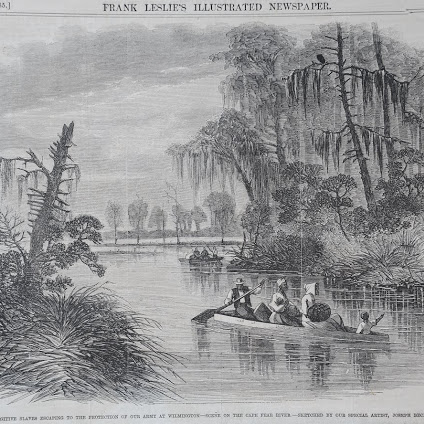 FRANK LESLIE'S ILLUSTRATED NEWSPAPER.
SLAVES ESCAPING TO THE PROTECTION OF OUR ARMY AT WILMINGTON—SCENE ON THE CAPE FEAR RIVER.—SKETCHED BY OUR SPECIAL ARTIST, JOSEPH